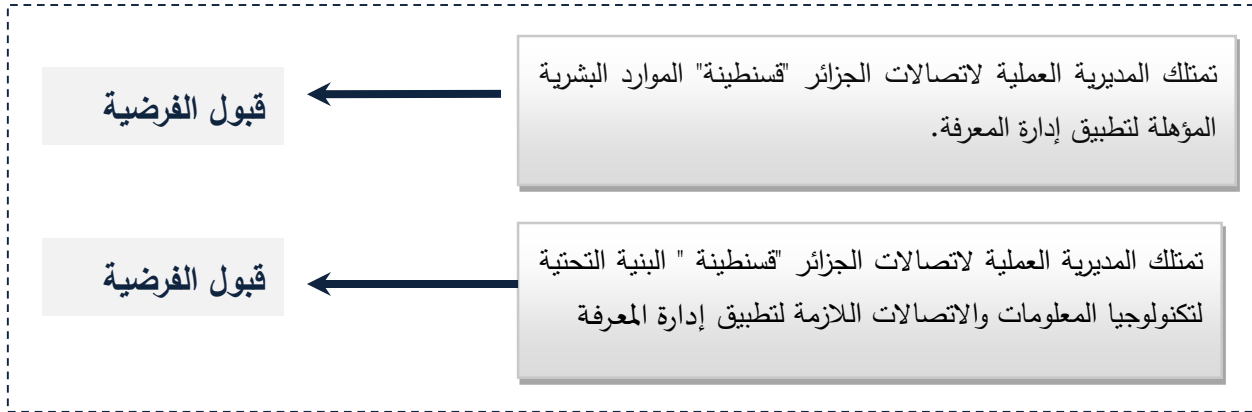 تمتلك المديرية العملية لاتصالات الجزائر "قسنطينة" الموارد البشرية
المؤهلة لتطبيق إدارة المعرفة.
قبول الفرضية
تمتلك المديرية العملية لاتصالات الجزائر "قسنطينة " البنية التحتية
لتكنولوجيا المعلومات والاتصالات اللازمة لتطبيق إدارة المعرفة
قبول الفرضية